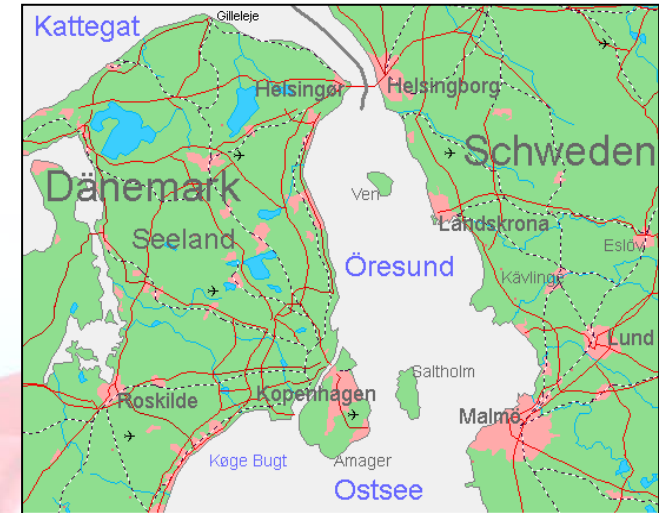 Gilleleje
Kattegat
Helsingør
Helsingborg
Schweden
Dänemark
Ven
Landskrona
Seeland
Eslöv
Öresund
Kävlinge
Lund
Saltholm
Kopenhagen
Roskilde
Malmö
Køge Bugt
Amager
Ostsee